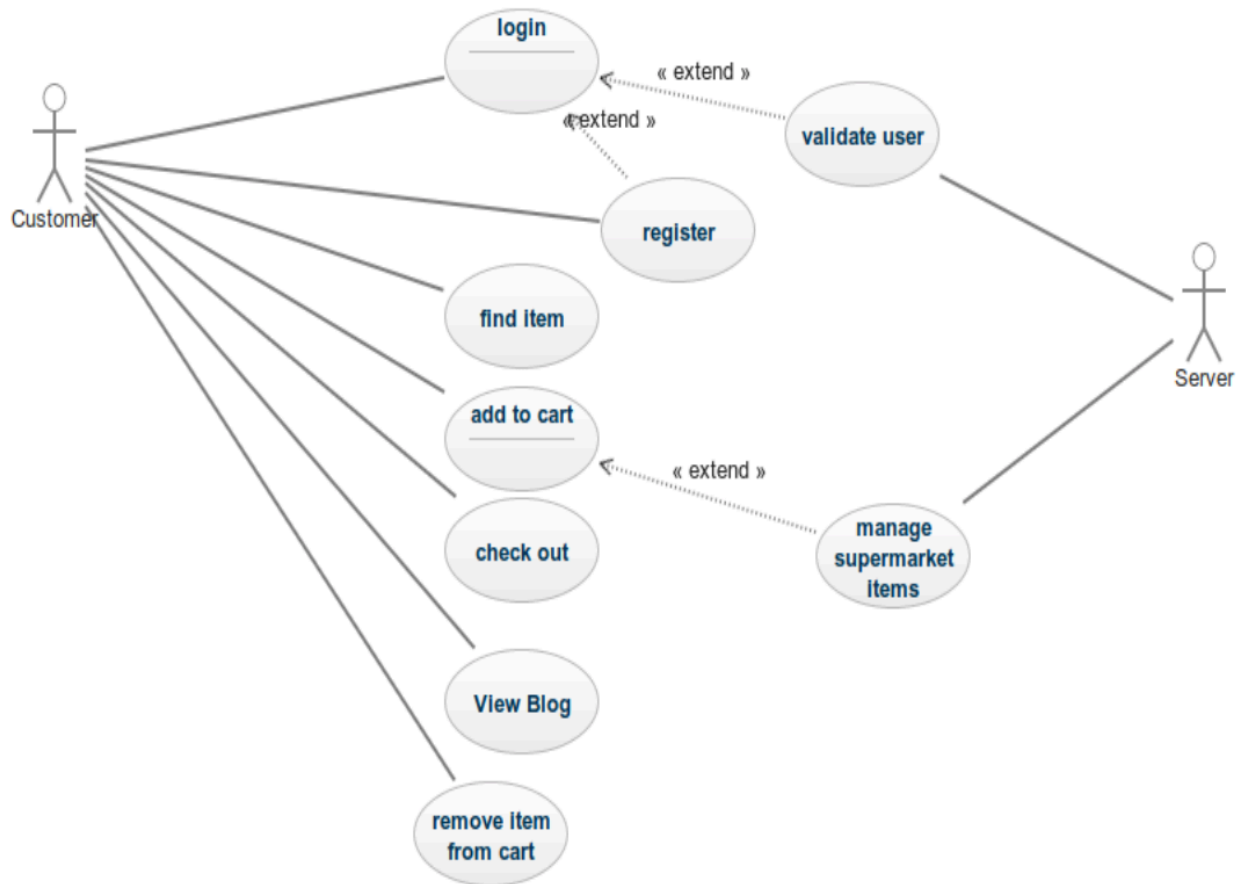 login
« extend »
« extend »
validate user
Customer
register
find item
Server
add to cart
« extend »
manage
supermarket
items
check out
View Blog
remove item
from cart